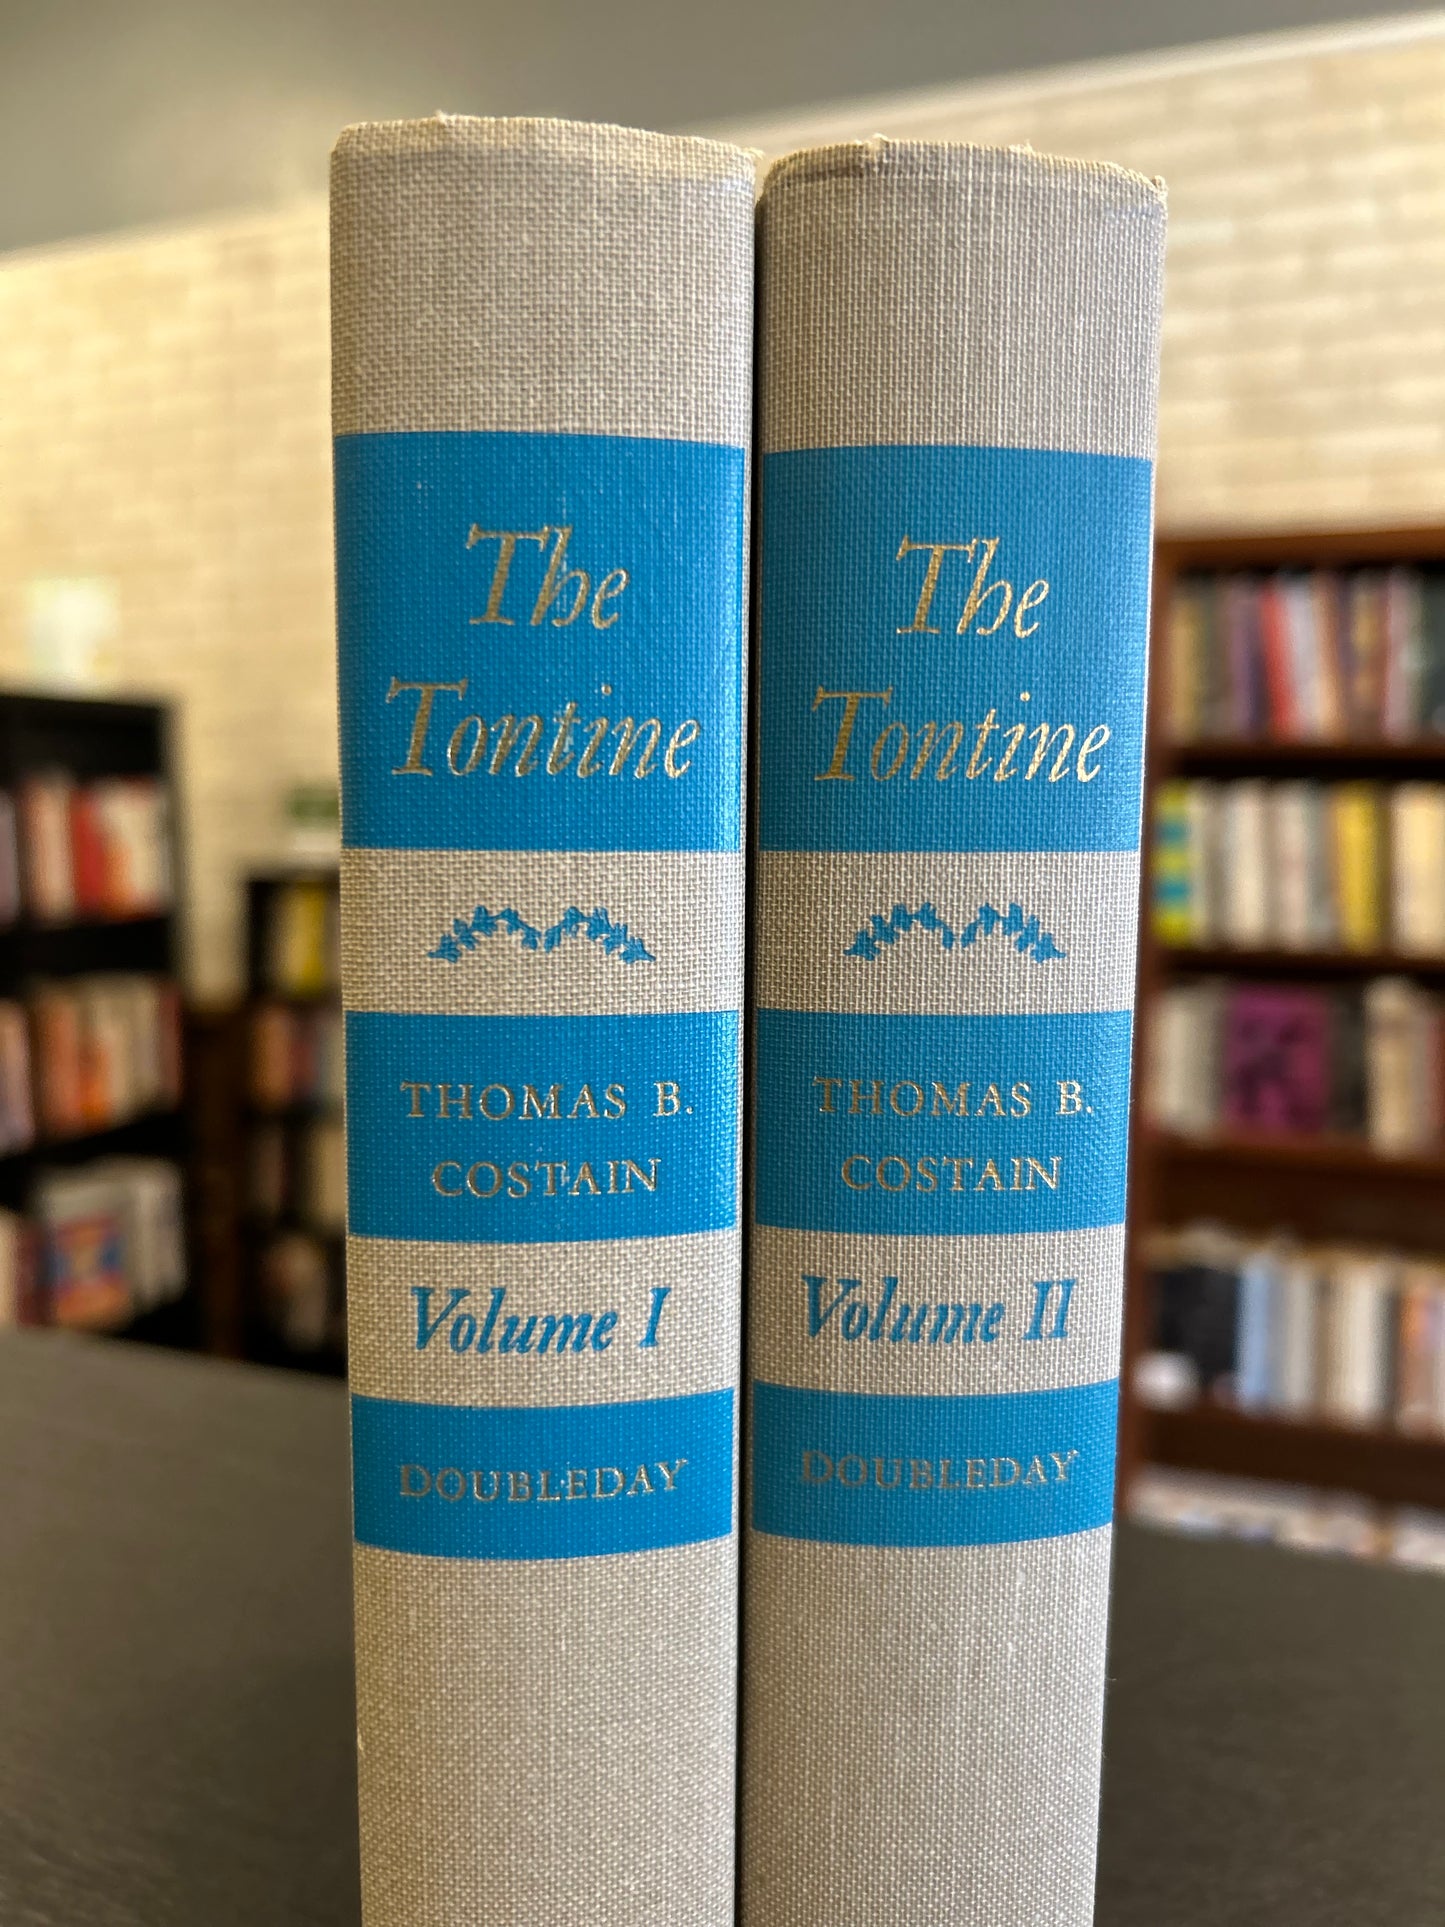 The
Tontine
THOMAS B.
COSTAIN
Volume I
DOUBLEDAY
The
Tontine
THOMAS B.
COSTAIN
Volume II
DOUBLEDAY